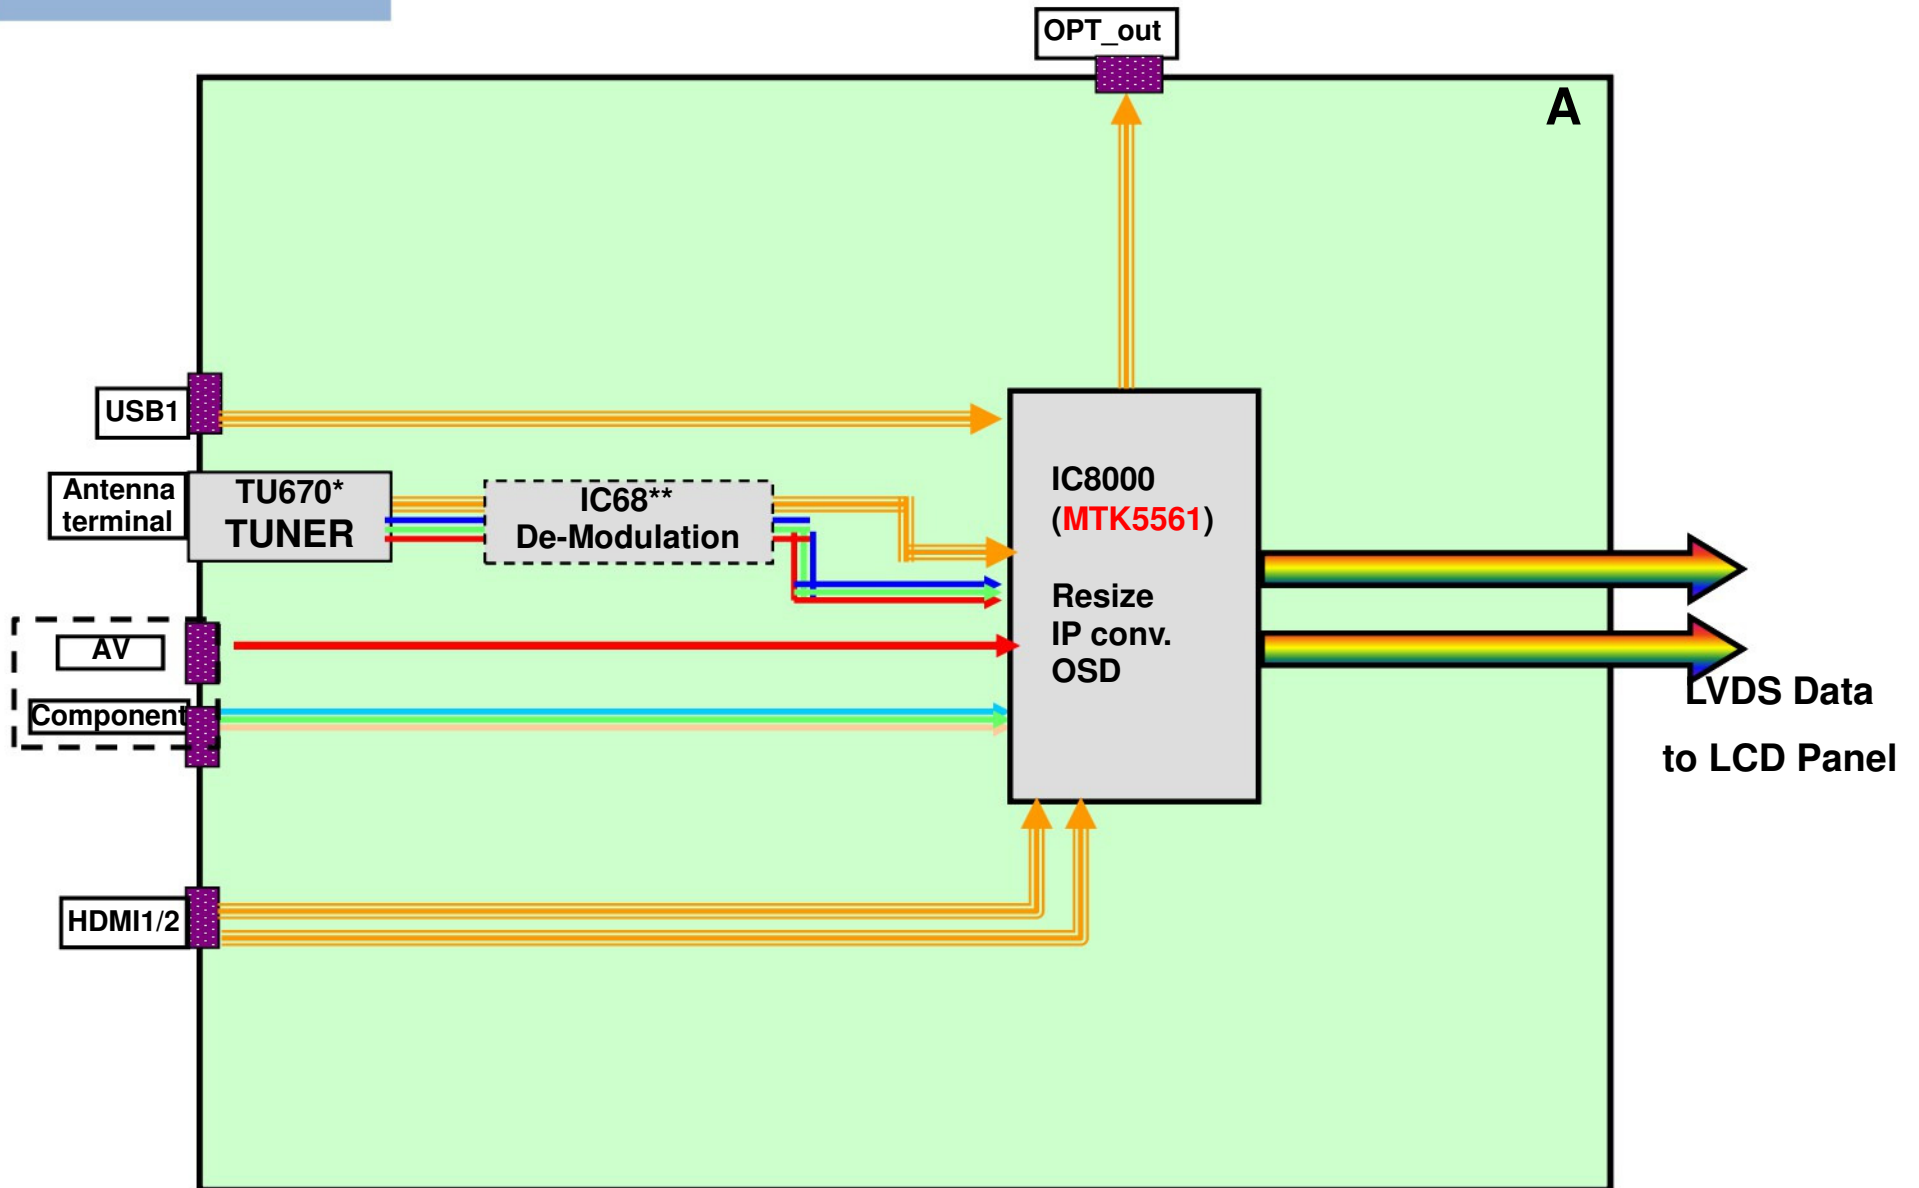 OPT_out
A
USB1
Antenna
terminal
TU670*
TUNER
IC68**
De-Modulation
IC8000
(MTK5561)
Resize
IP conv.
OSD
AV
Component
LVDS Data
to LCD Panel
HDMI1/2